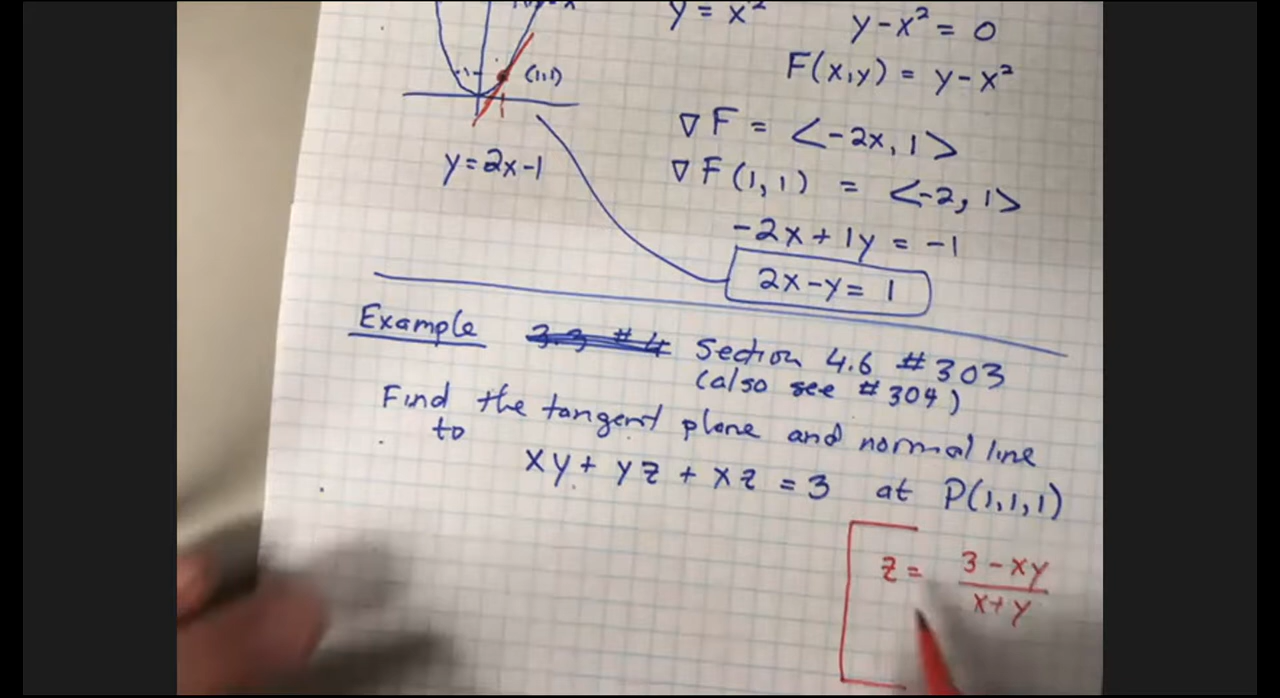 y = x²
y-x² = 0
F(x,y) = y-x²
(1,1)
1
∇F = <-2x, 1>
y=2x-1
∇F(1,1) = <-2, 1>
-2x+1y = -1
2x-y= 1
Example 3.3 #4 Section 4.6 #303
(also see #304)
Find the tangent plane and normal line
to xy + yz + xz = 3 at P(1,1,1)
z = 3-xy
x+y